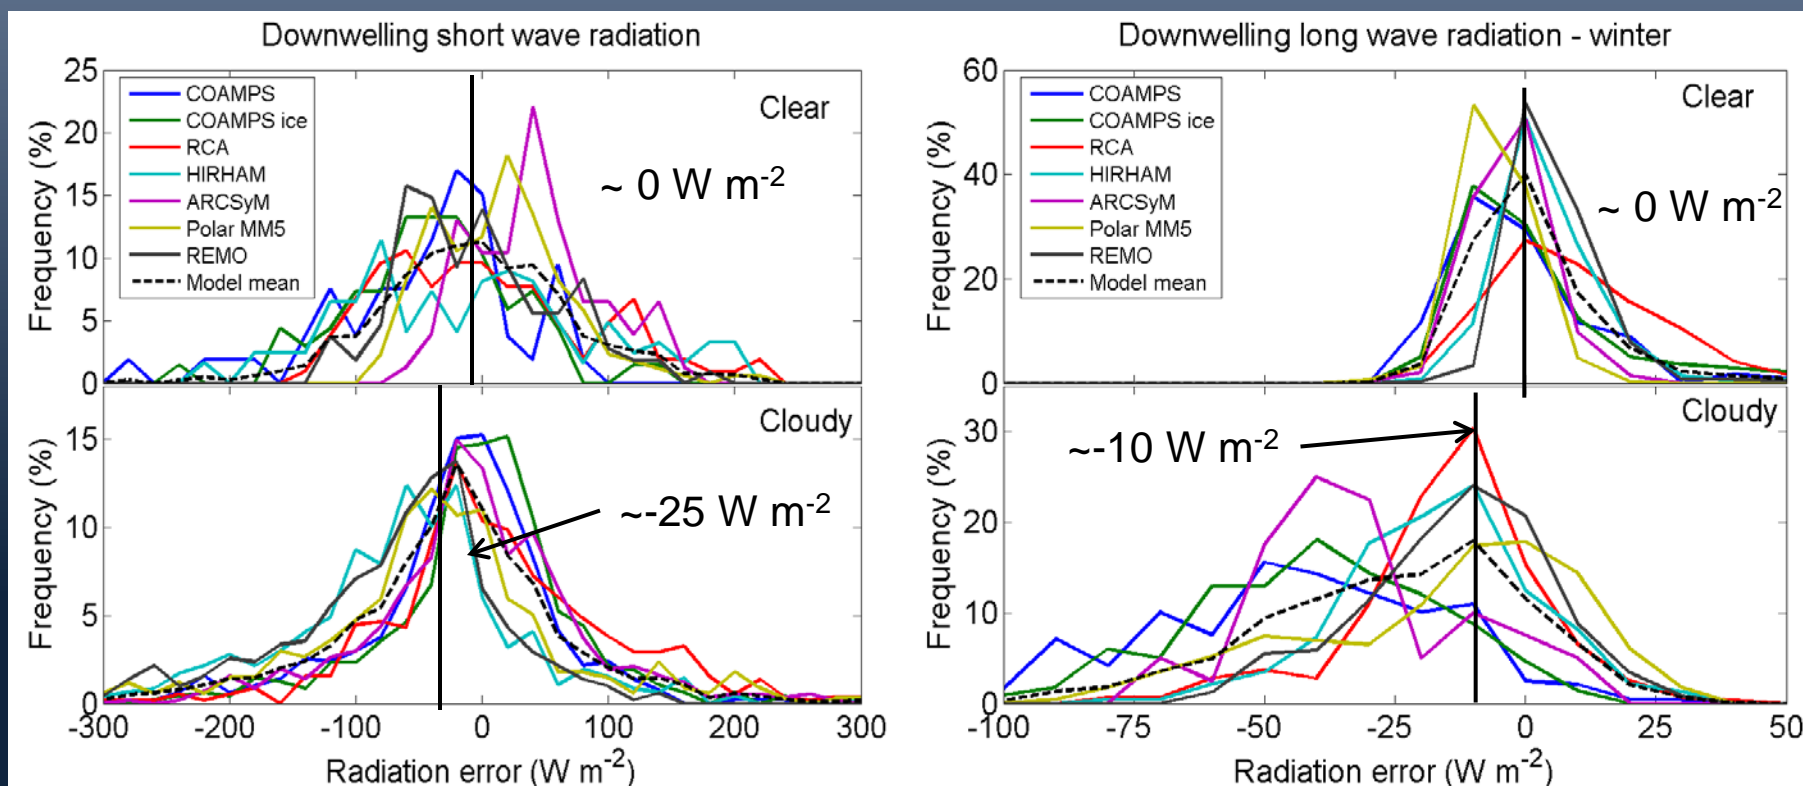 Downwelling short wave radiation
25
20
15
10
5
0
Frequency (%)
COAMPS
COAMPS ice
RCA
HIRHAM
ARCSyM
Polar MM5
REMO
Model mean
Clear
~ 0 W m-2
15
10
5
0
Frequency (%)
Cloudy
~-25 W m-2
-300 -200 -100 0 100 200 300
Radiation error (W m-2)
Downwelling long wave radiation - winter
60
40
20
0
Frequency (%)
COAMPS
COAMPS ice
RCA
HIRHAM
ARCSyM
Polar MM5
REMO
Model mean
Clear
~ 0 W m-2
30
20
10
0
Frequency (%)
Cloudy
~-10 W m-2
-100 -75 -50 -25 0 25 50
Radiation error (W m-2)